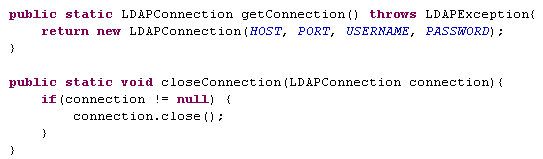 public static LDAPConnection getConnection() throws LDAPException{
    return new LDAPConnection(HOST, PORT, USERNAME, PASSWORD);
}

public static void closeConnection(LDAPConnection connection){
    if(connection != null) {
        connection.close();
    }
}